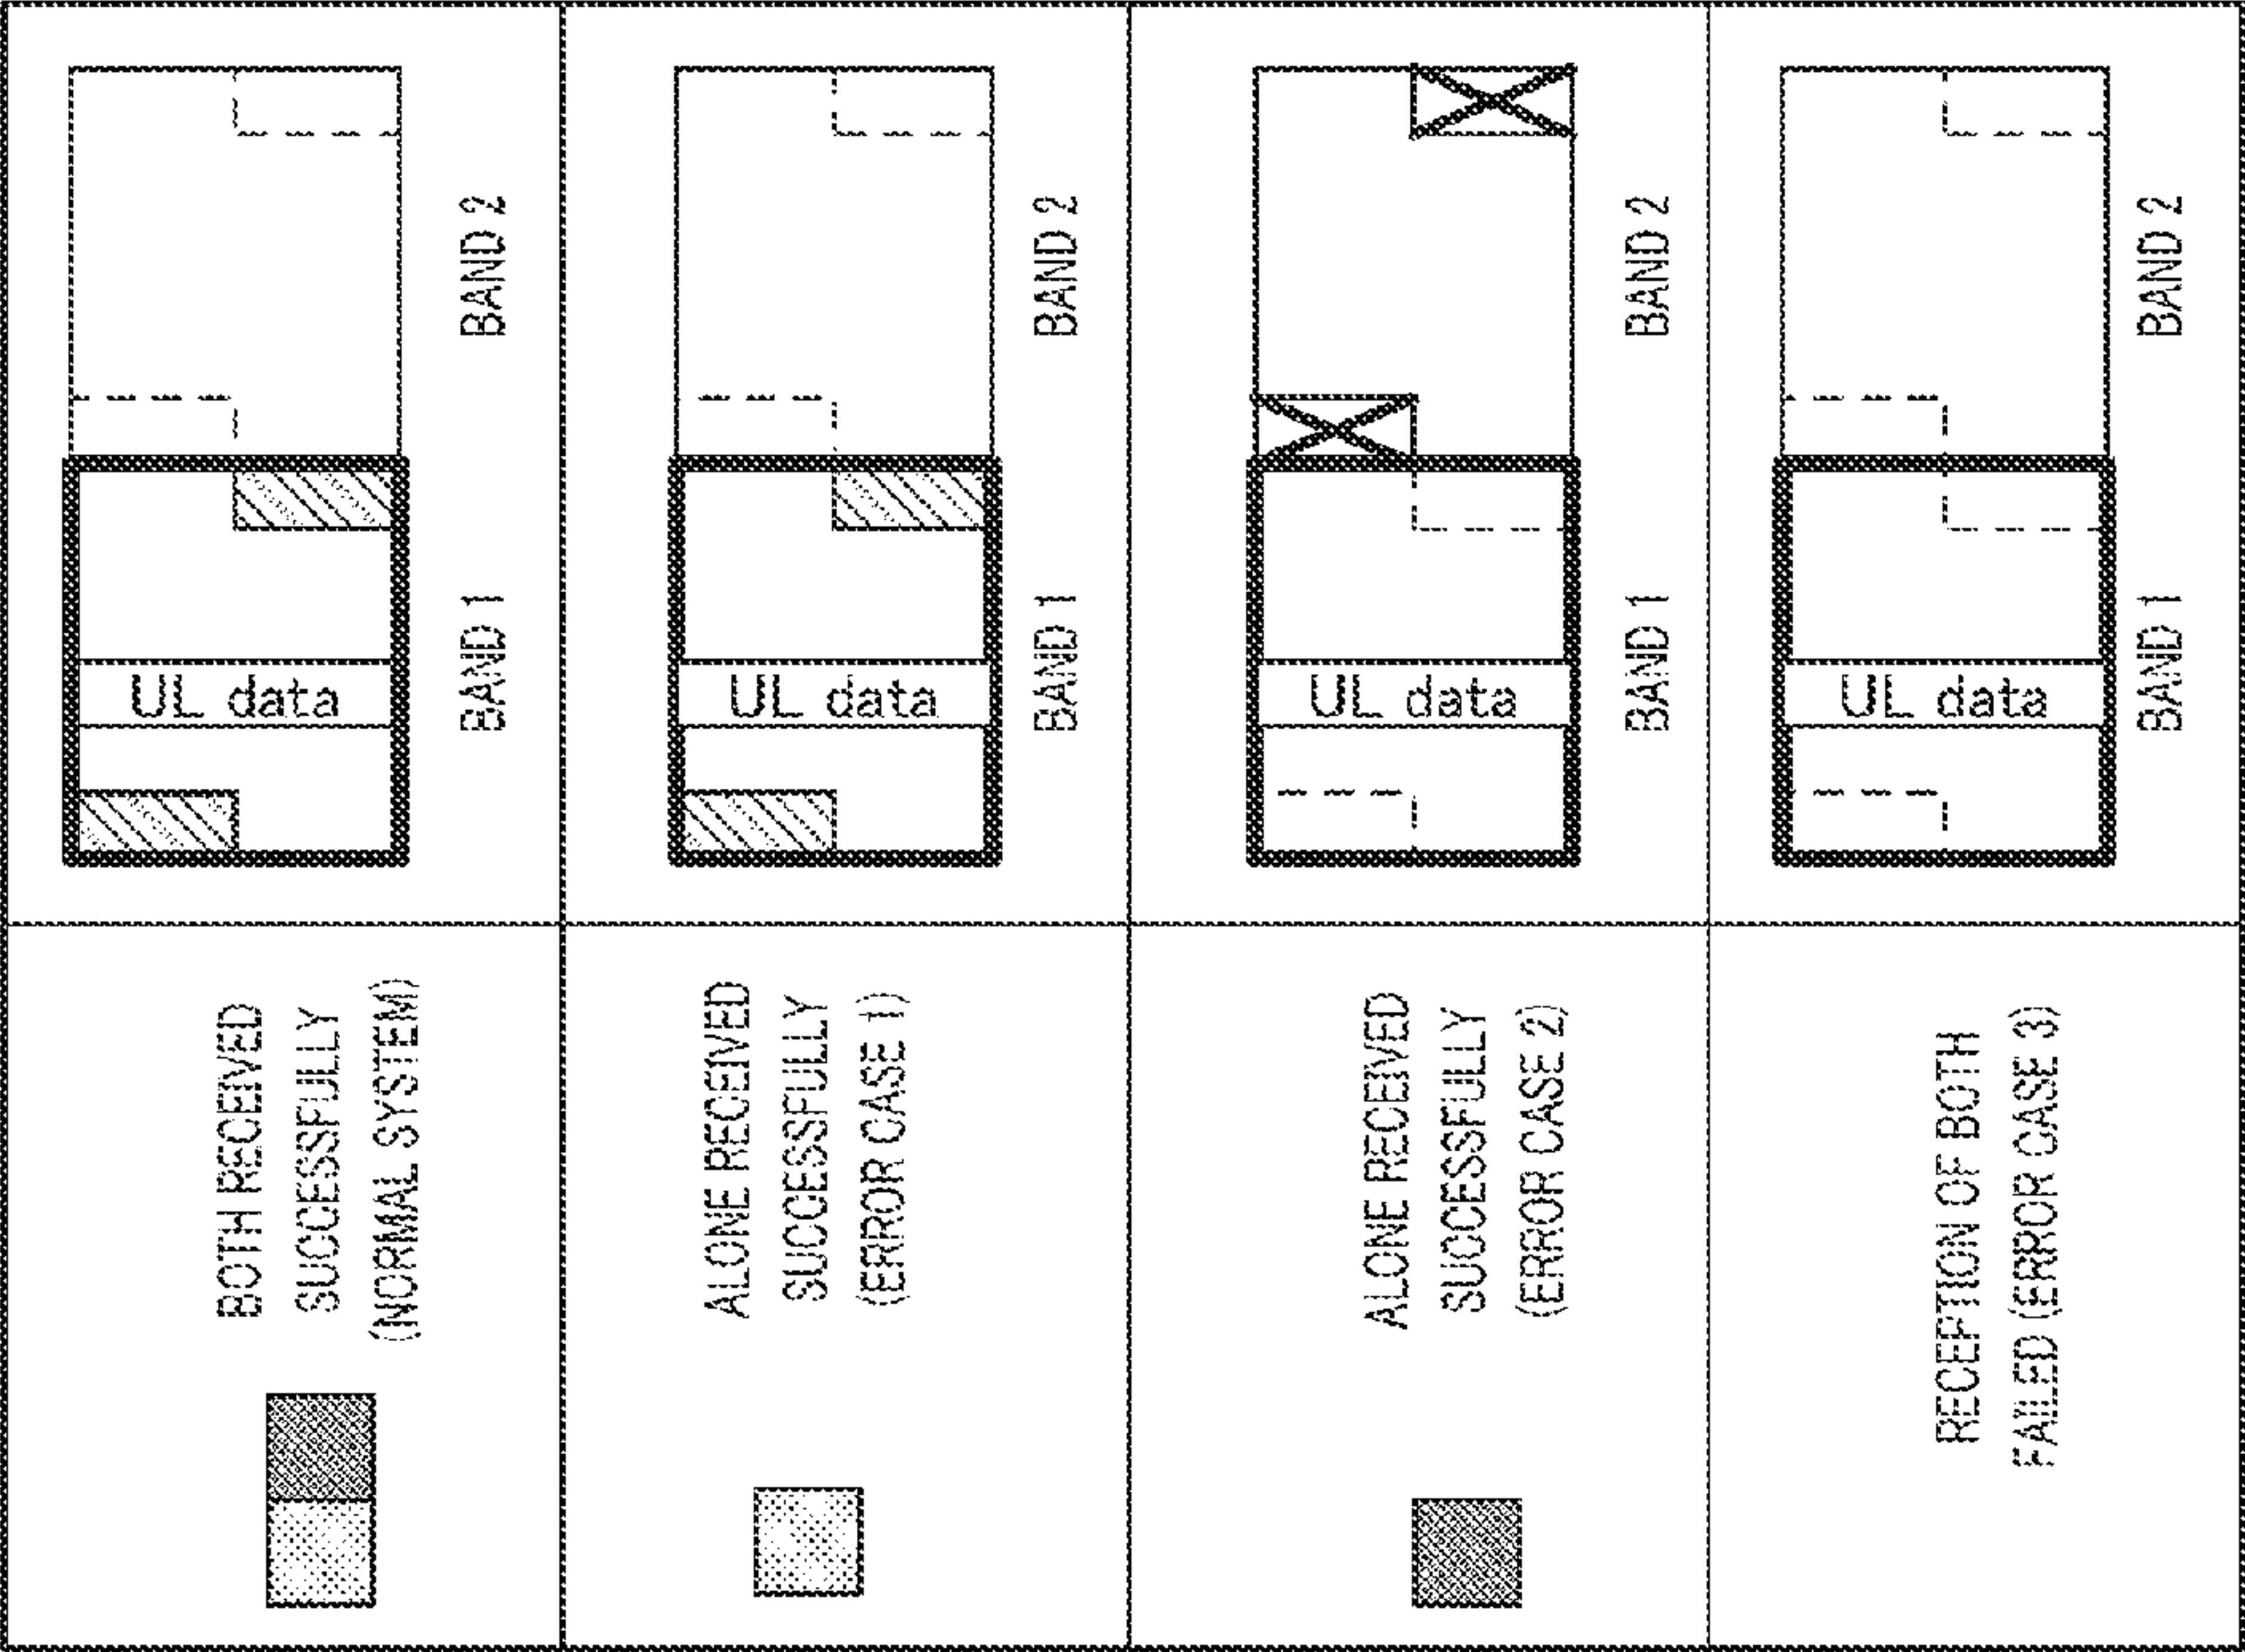 BOTH RECEIVED
SUCCESSFULLY
(NORMAL SYSTEM)
UL data
BAND 1
BAND 2
ALONE RECEIVED
SUCCESSFULLY
(ERROR CASE 1)
UL data
BAND 1
BAND 2
ALONE RECEIVED
SUCCESSFULLY
(ERROR CASE 2)
UL data
BAND 1
BAND 2
RECEPTION OF BOTH
FAILED (ERROR CASE 3)
UL data
BAND 1
BAND 2